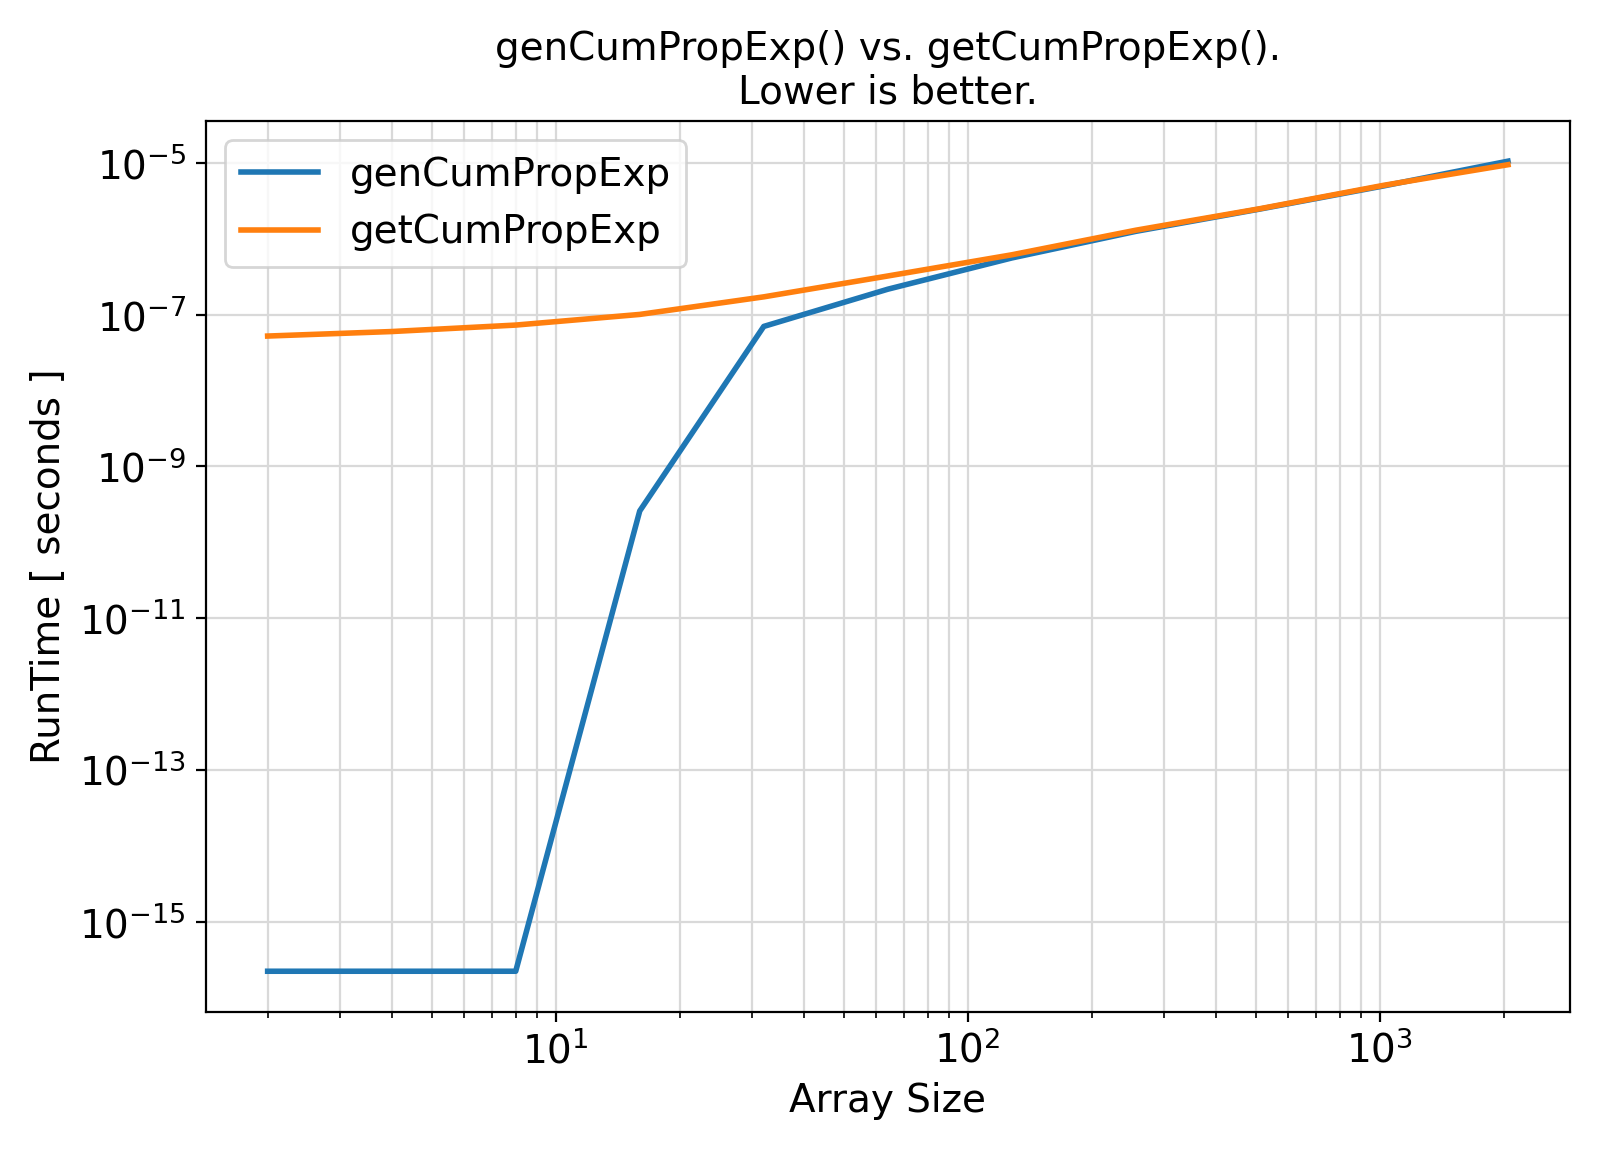 genCumPropExp() vs. getCumPropExp().
Lower is better.
genCumPropExp
getCumPropExp
RunTime [ seconds ]
10⁻⁵
10⁻⁷
10⁻⁹
10⁻¹¹
10⁻¹³
10⁻¹⁵
10¹
10²
10³
Array Size